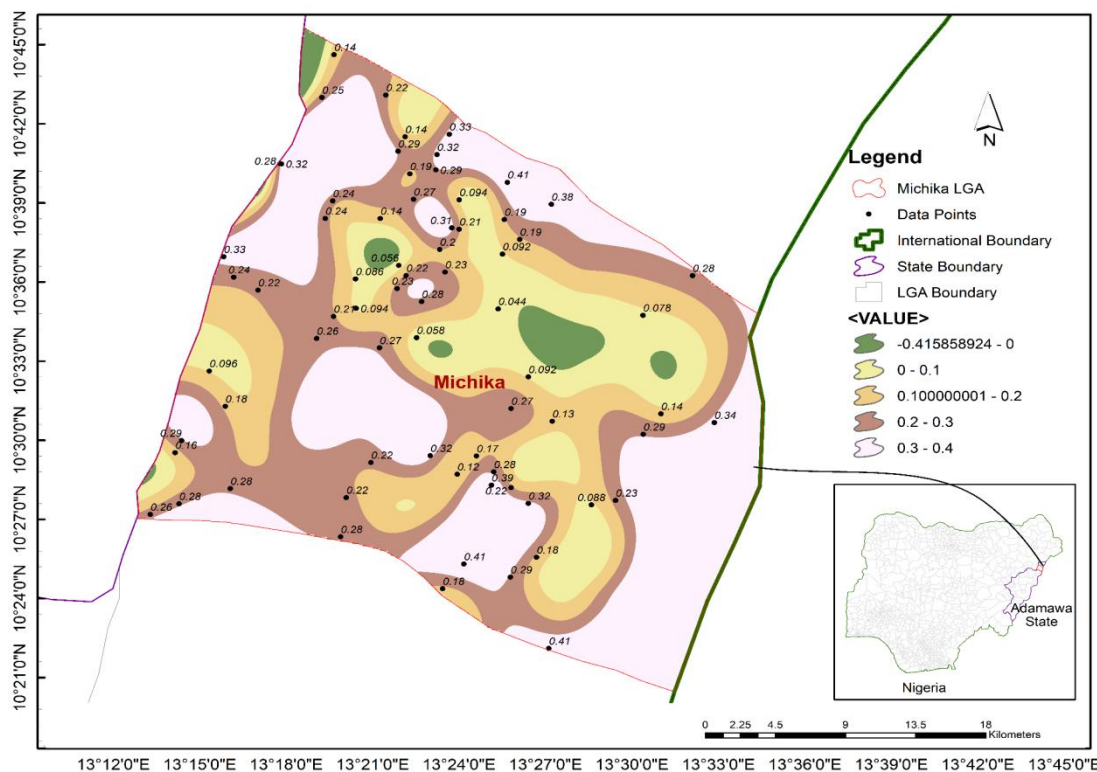 10°45'0"N
10°42'0"N
10°39'0"N
10°36'0"N
10°33'0"N
10°30'0"N
10°27'0"N
10°24'0"N
10°21'0"N
0.14
0.25
0.22
0.14
0.33
0.29
0.32
0.28
0.32
0.19
0.29
0.41
0.27
0.38
0.24
0.094
0.24
0.14
0.19
0.31
0.21
0.19
0.2
0.092
0.33
0.056
0.24
0.22
0.23
0.28
0.086
0.22
0.23
0.28
0.21
0.094
0.044
0.078
0.26
0.058
0.27
0.096
0.092
Michika
0.18
0.27
0.13
0.14
0.34
0.29
0.29
0.16
0.32
0.17
0.22
0.12
0.28
0.28
0.39
0.22
0.28
0.22
0.32
0.088
0.23
0.26
0.28
0.18
0.41
0.29
0.18
0.41
N
Legend
Michika LGA
Data Points
International Boundary
State Boundary
LGA Boundary
<VALUE>
-0.415858924 - 0
0 - 0.1
0.100000001 - 0.2
0.2 - 0.3
0.3 - 0.4
Adamawa
State
Nigeria
0 2.25 4.5 9 13.5 18
Kilometers
13°12'0"E 13°15'0"E 13°18'0"E 13°21'0"E 13°24'0"E 13°27'0"E 13°30'0"E 13°33'0"E 13°36'0"E 13°39'0"E 13°42'0"E 13°45'0"E